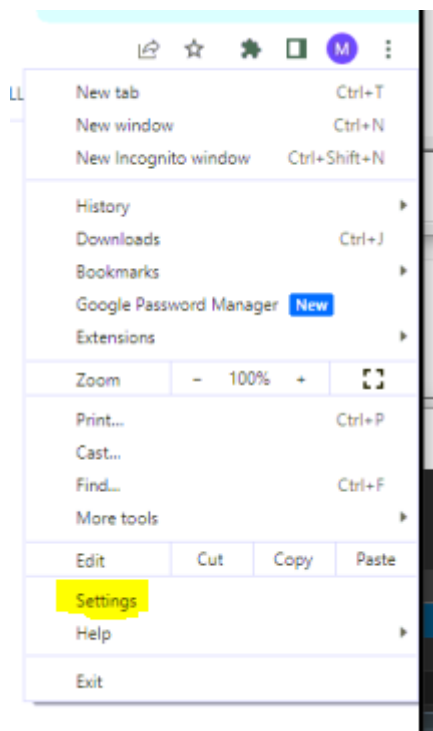 M
LL
New tab Ctrl+T
New window Ctrl+N
New Incognito window Ctrl+Shift+N
History
Downloads Ctrl+J
Bookmarks
Google Password Manager New
Extensions
Zoom - 100% +
Print... Ctrl+P
Cast...
Find... Ctrl+F
More tools
Edit Cut Copy Paste
Settings
Help
Exit